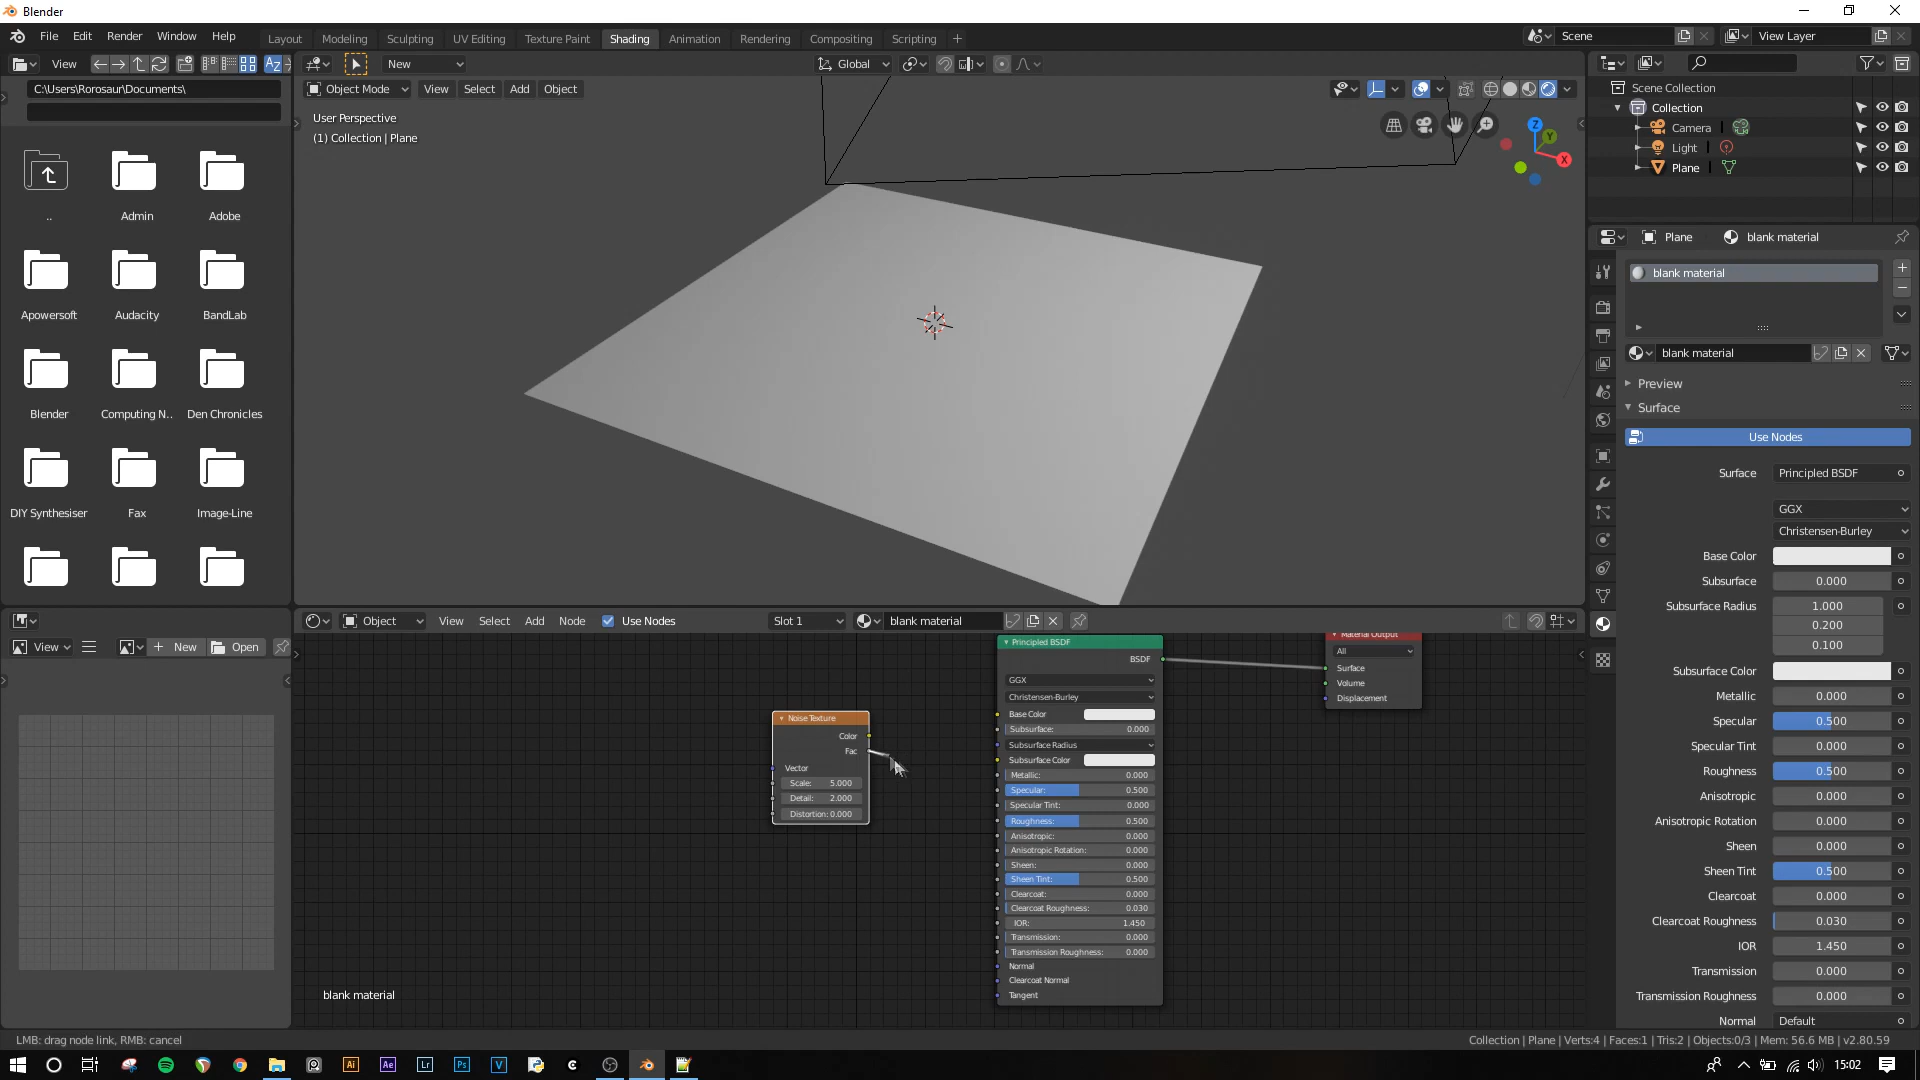 Blender
File Edit Render Window Help
Layout Modeling Sculpting UV Editing Texture Paint Shading Animation Rendering Compositing Scripting +
Scene
View Layer
View
C:\Users\Rorosaur\Documents\
..
Admin
Adobe
Apowersoft
Audacity
BandLab
Blender
Computing N..
Den Chronicles
DIY Synthesiser
Fax
Image-Line
New
Global
Object Mode View Select Add Object
User Perspective
(1) Collection | Plane
Z
Y
X
Scene Collection
Collection
Camera
Light
Plane
Plane blank material
blank material
blank material
Preview
Surface
Use Nodes
Surface Principled BSDF
GGX
Christensen-Burley
Base Color
Subsurface 0.000
Subsurface Radius 1.000
0.200
0.100
Subsurface Color
Metallic 0.000
Specular 0.500
Specular Tint 0.000
Roughness 0.500
Anisotropic 0.000
Anisotropic Rotation 0.000
Sheen 0.000
Sheen Tint 0.500
Clearcoat 0.000
Clearcoat Roughness 0.030
IOR 1.450
Transmission 0.000
Transmission Roughness 0.000
Normal Default
View New Open
Object View Select Add Node Use Nodes Slot 1 blank material
Noise Texture
Color
Fac
Vector
Scale: 5.000
Detail: 2.000
Distortion: 0.000
Principled BSDF
BSDF
GGX
Christensen-Burley
Base Color
Subsurface: 0.000
Subsurface Radius
Subsurface Color
Metallic: 0.000
Specular: 0.500
Specular Tint: 0.000
Roughness: 0.500
Anisotropic: 0.000
Anisotropic Rotation: 0.000
Sheen: 0.000
Sheen Tint: 0.500
Clearcoat: 0.000
Clearcoat Roughness: 0.030
IOR: 1.450
Transmission: 0.000
Transmission Roughness: 0.000
Normal
Clearcoat Normal
Tangent
Material Output
All
Surface
Volume
Displacement
blank material
LMB: drag node link, RMB: cancel
Collection | Plane | Verts:4 | Faces:1 | Tris:2 | Objects:0/3 | Mem: 56.6 MB | v2.80.59
Ai Ae Lr Ps V
15:02